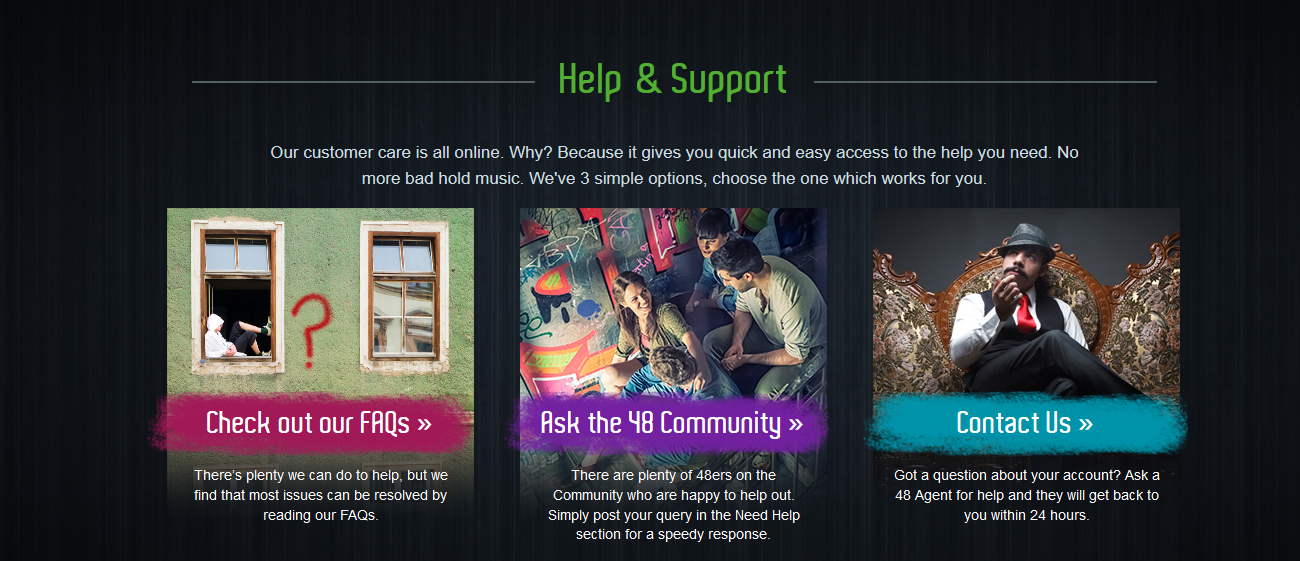 Help & Support
Our customer care is all online. Why? Because it gives you quick and easy access to the help you need. No
more bad hold music. We've 3 simple options, choose the one which works for you.
?
Check out our FAQs »
There's plenty we can do to help, but we
find that most issues can be resolved by
reading our FAQs.
Ask the 48 Community »
There are plenty of 48ers on the
Community who are happy to help out.
Simply post your query in the Need Help
section for a speedy response.
Contact Us »
Got a question about your account? Ask a
48 Agent for help and they will get back to
you within 24 hours.